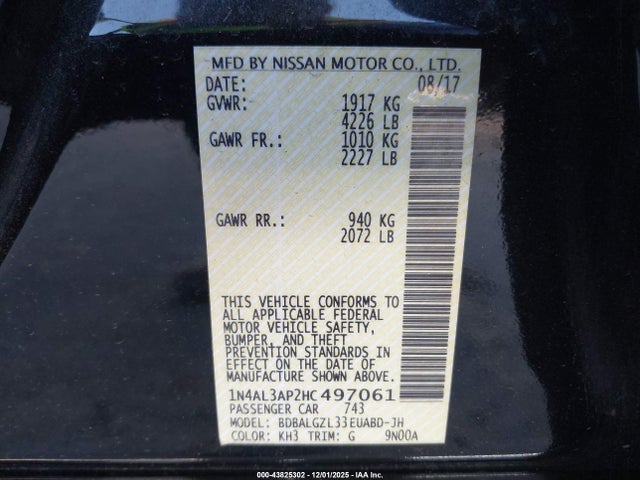 MFD BY NISSAN MOTOR CO., LTD.
DATE: 08/17
GVWR: 1917 KG
4226 LB
GAWR FR.: 1010 KG
2227 LB
GAWR RR.: 940 KG
2072 LB
THIS VEHICLE CONFORMS TO
ALL APPLICABLE FEDERAL
MOTOR VEHICLE SAFETY,
BUMPER, AND THEFT
PREVENTION STANDARDS IN
EFFECT ON THE DATE OF
MANUFACTURE SHOWN ABOVE.
1N4AL3AP2HC497061
PASSENGER CAR 743
MODEL: BDBALGZL33EUABD-JH
COLOR: KH3 TRIM: G 9N00A
000-43825302 - 12/01/2025 - IAAI.COM